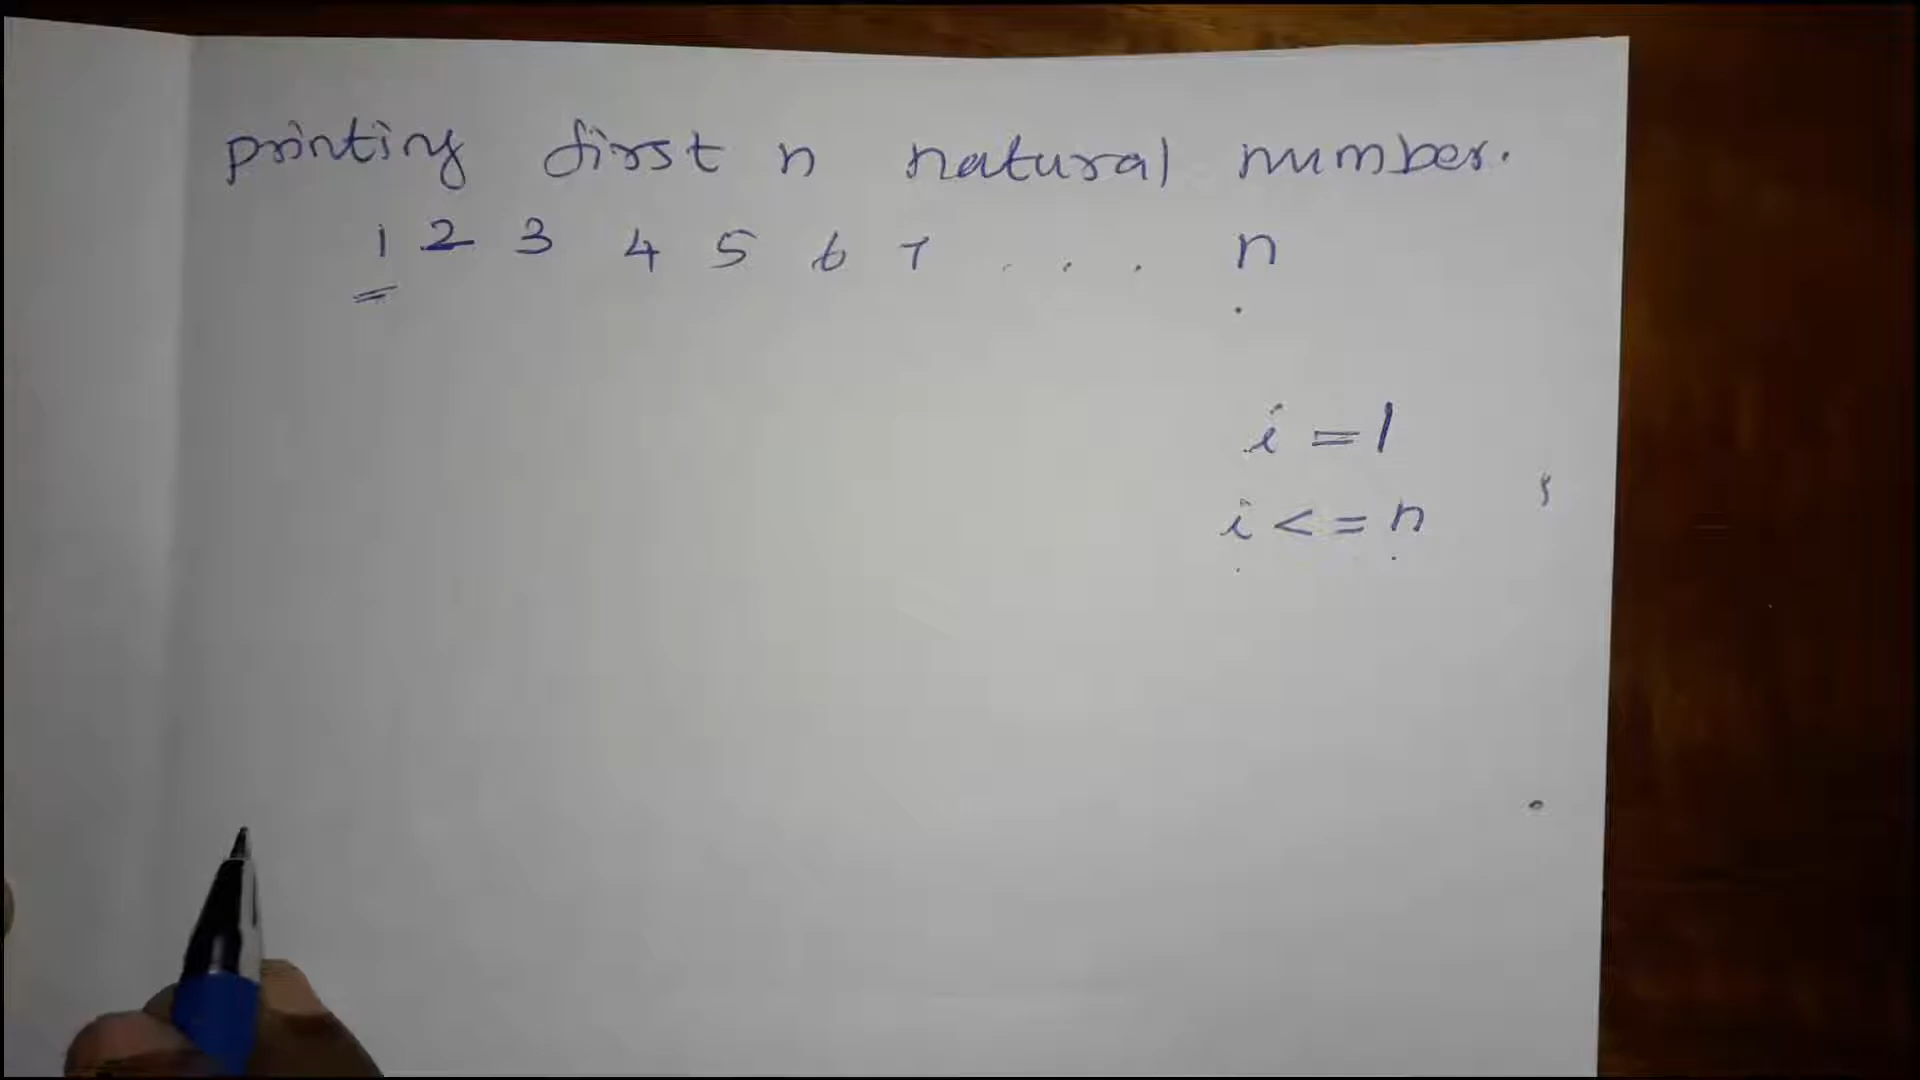 printing first n natural number.
1 2 3 4 5 6 7 . . . n
i = 1
i < = n